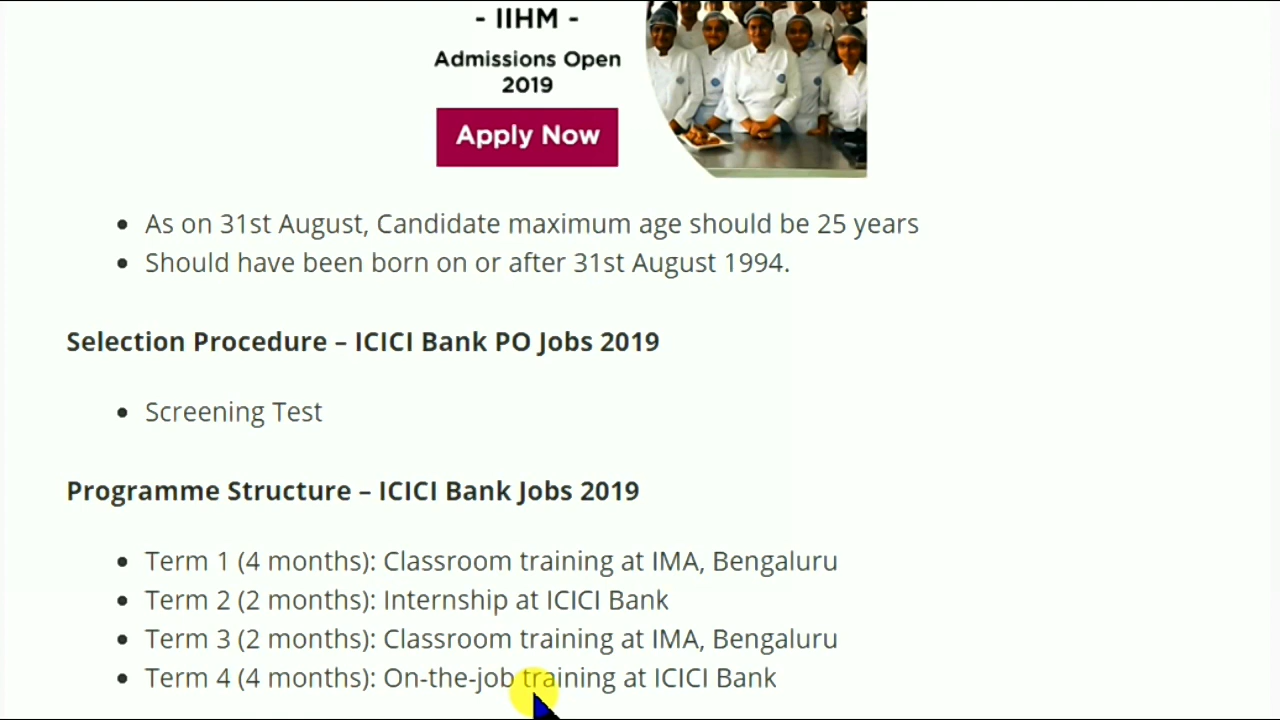 - IIHM -
Admissions Open
2019
Apply Now
• As on 31st August, Candidate maximum age should be 25 years
• Should have been born on or after 31st August 1994.
Selection Procedure – ICICI Bank PO Jobs 2019
• Screening Test
Programme Structure – ICICI Bank Jobs 2019
• Term 1 (4 months): Classroom training at IMA, Bengaluru
• Term 2 (2 months): Internship at ICICI Bank
• Term 3 (2 months): Classroom training at IMA, Bengaluru
• Term 4 (4 months): On-the-job training at ICICI Bank